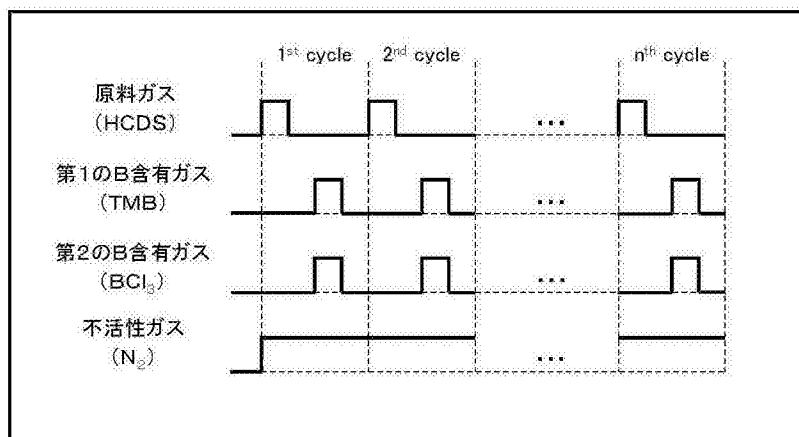 1st cycle 2nd cycle nth cycle
原料ガス
(HCDS)
...
第1のB含有ガス
(TMB)
...
第2のB含有ガス
(BCl3)
...
不活性ガス
(N2)
...